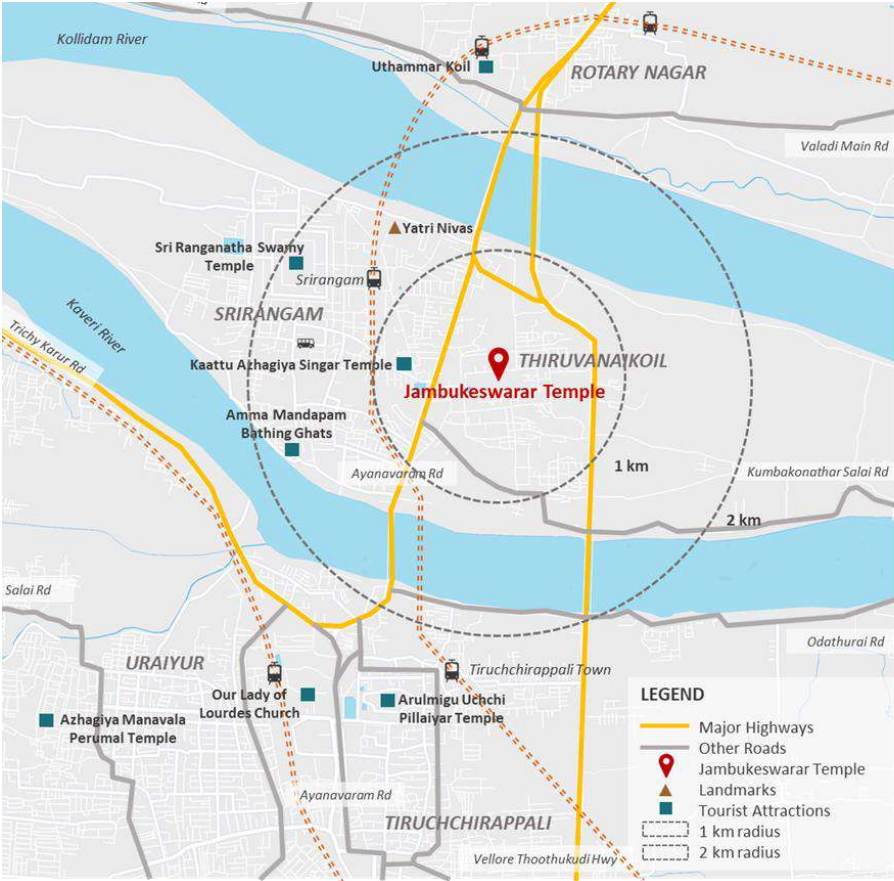 Kollidam River
Uthammar Koil
ROTARY NAGAR
Valadi Main Rd
Yatri Nivas
Sri Ranganatha Swamy
Temple
Srirangam
SRIRANGAM
Kaveri River
Trichy Karur Rd
Kaattu Azhagiya Singar Temple
THIRUVANAIKOIL
Jambukeswarar Temple
Amma Mandapam
Bathing Ghats
Ayanavaram Rd
1 km
Kumbakonathar Salai Rd
2 km
Salai Rd
Odathurai Rd
URAIYUR
Tiruchchirappali Town
Our Lady of
Lourdes Church
Arulmigu Uchchi
Pillaiyar Temple
Azhagiya Manavala
Perumal Temple
Ayanavaram Rd
TIRUCHCHIRAPPALI
Vellore Thoothukudi Hwy
LEGEND
Major Highways
Other Roads
Jambukeswarar Temple
Landmarks
Tourist Attractions
1 km radius
2 km radius